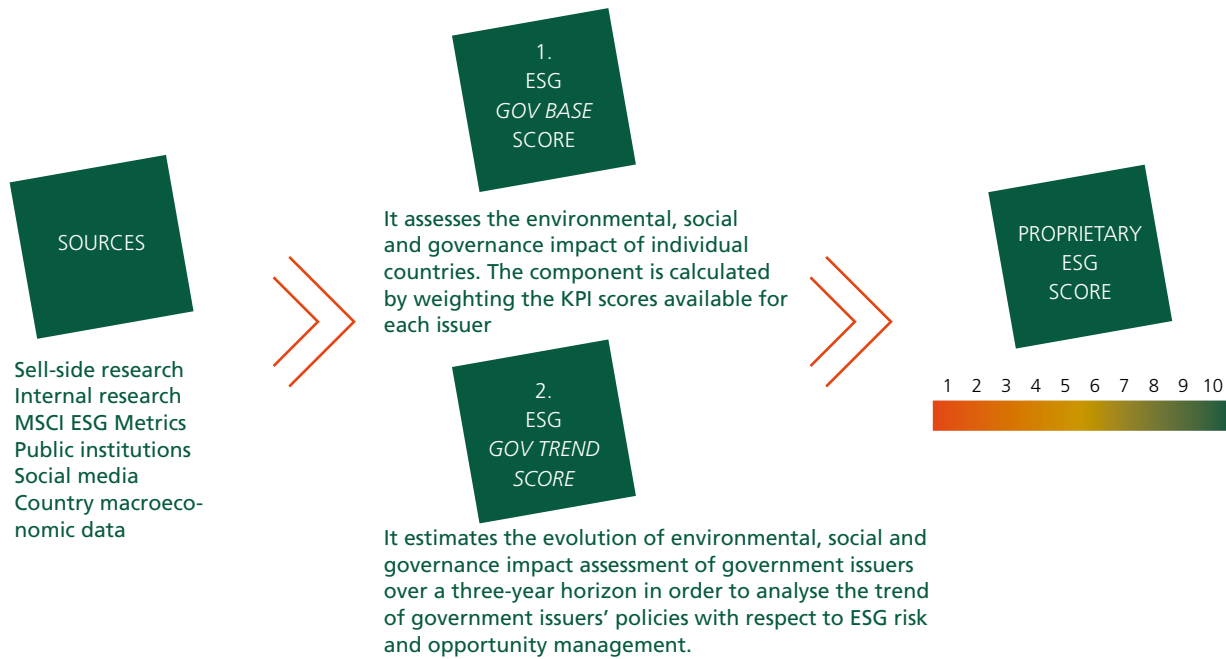 SOURCES
Sell-side research
Internal research
MSCI ESG Metrics
Public institutions
Social media
Country macroeco-
nomic data
1.
ESG
GOV BASE
SCORE
It assesses the environmental, social
and governance impact of individual
countries. The component is calculated
by weighting the KPI scores available for
each issuer
2.
ESG
GOV TREND
SCORE
It estimates the evolution of environmental, social and
governance impact assessment of government issuers
over a three-year horizon in order to analyse the trend
of government issuers’ policies with respect to ESG risk
and opportunity management.
PROPRIETARY
ESG
SCORE
1 2 3 4 5 6 7 8 9 10